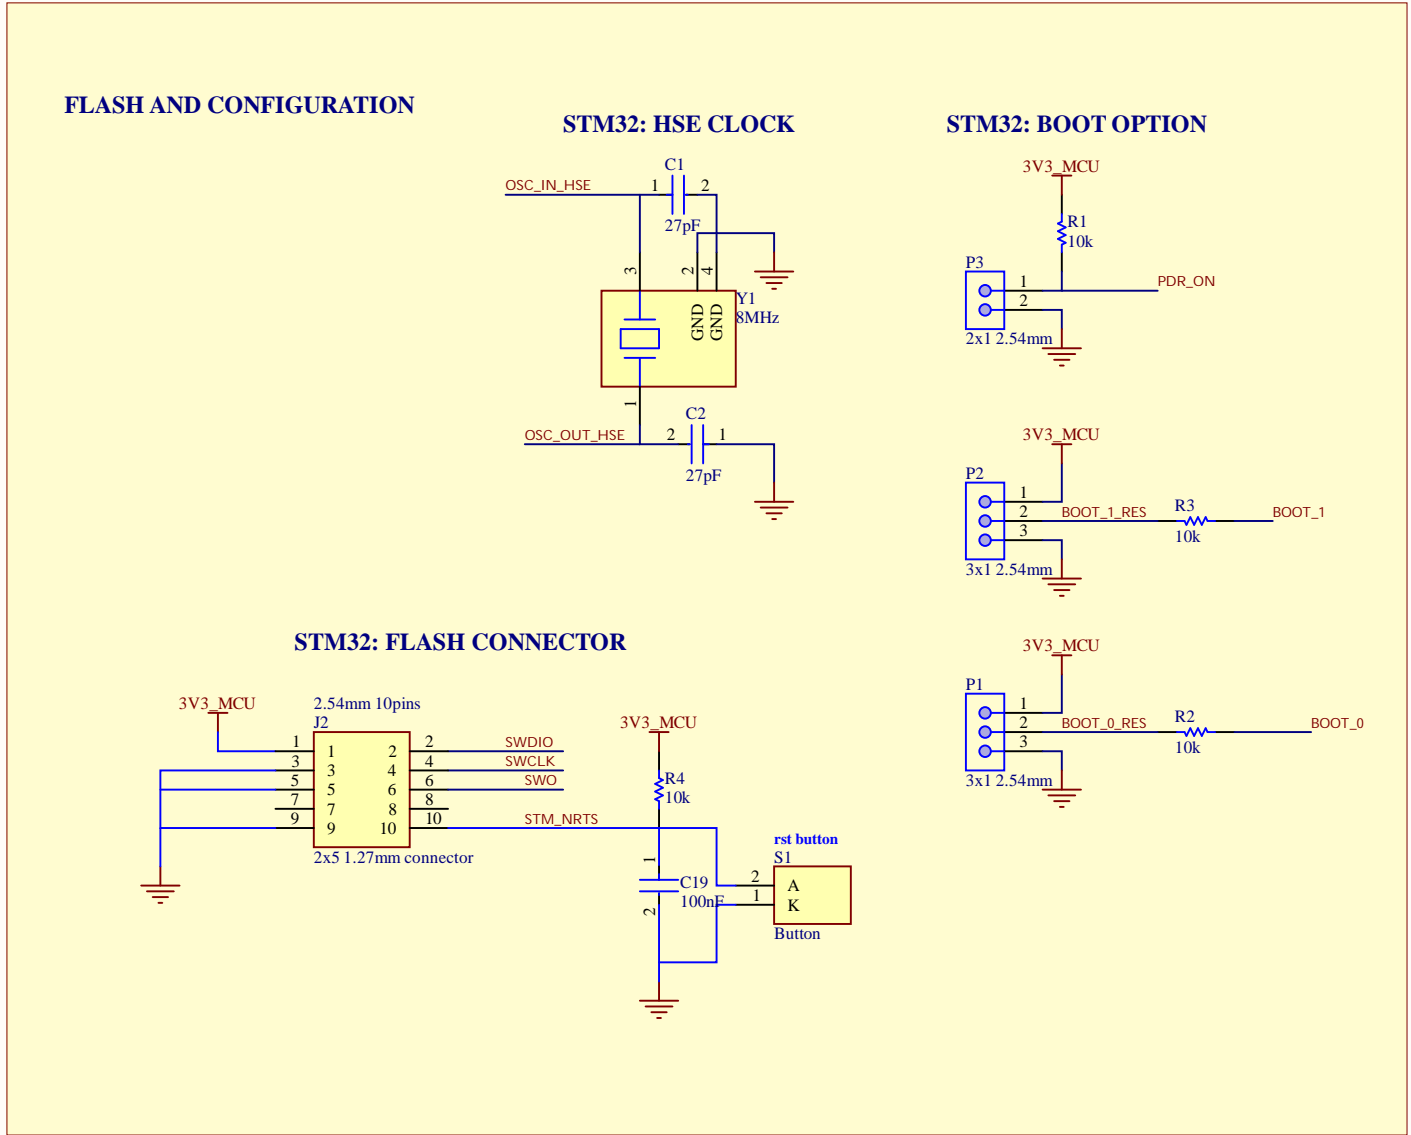 FLASH AND CONFIGURATION
STM32: HSE CLOCK
C1
OSC_IN_HSE
1
2
27pF
3
2
4
Y1
8MHz
GND
GND
1
C2
OSC_OUT_HSE
2
1
27pF
STM32: BOOT OPTION
3V3_MCU
R1
10k
P3
1
2
PDR_ON
2x1 2.54mm
3V3_MCU
P2
1
2
3
BOOT_1_RES
R3
10k
BOOT_1
3x1 2.54mm
3V3_MCU
P1
1
2
3
BOOT_0_RES
R2
10k
BOOT_0
3x1 2.54mm
STM32: FLASH CONNECTOR
3V3_MCU
2.54mm 10pins
J2
1 1 2 2 SWDIO
3 3 4 4 SWCLK
5 5 6 6 SWO
7 7 8 8
9 9 10 10 STM_NRTS
2x5 1.27mm connector
3V3_MCU
R4
10k
1
C19
100nF
2
rst button
S1
2 A
1 K
Button